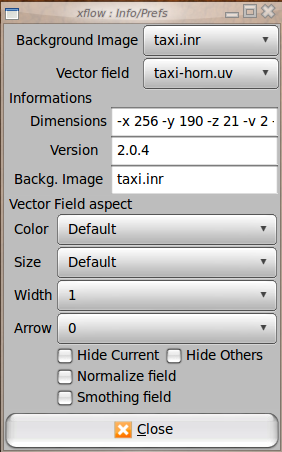 xflow : Info/Prefs
Background Image taxi.inr
Vector field taxi-horn.uv
Informations
Dimensions -x 256 -y 190 -z 21 -v 2 -
Version 2.0.4
Backg. Image taxi.inr
Vector Field aspect
Color Default
Size Default
Width 1
Arrow 0
Hide Current Hide Others
Normalize field
Smothing field
Close